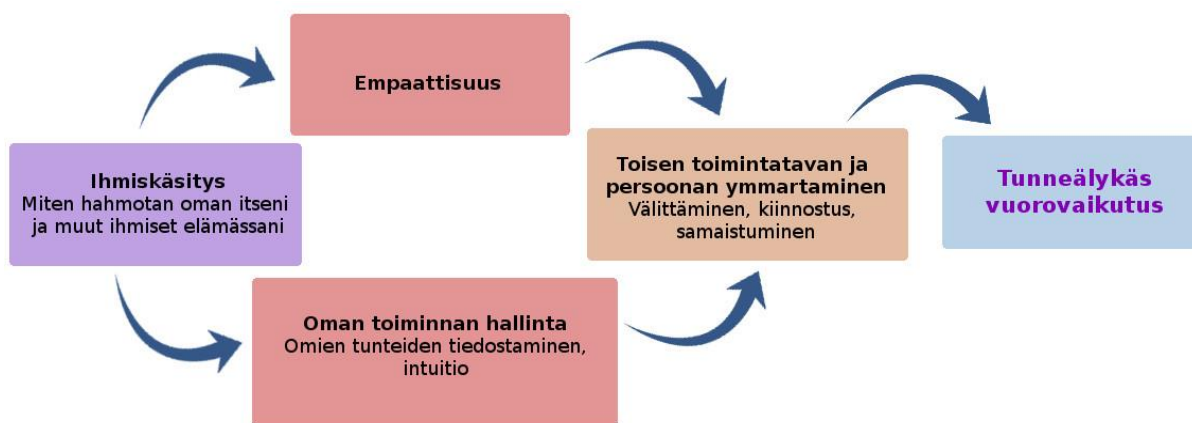 Empaattisuus
Ihmiskäsitys
Miten hahmotan oman itseni
ja muut ihmiset elämässani
Oman toiminnan hallinta
Omien tunteiden tiedostaminen,
intuitio
Toisen toimintatavan ja
persoonan ymmartaminen
Välittäminen, kiinnostus,
samaistuminen
Tunneälykäs
vuorovaikutus